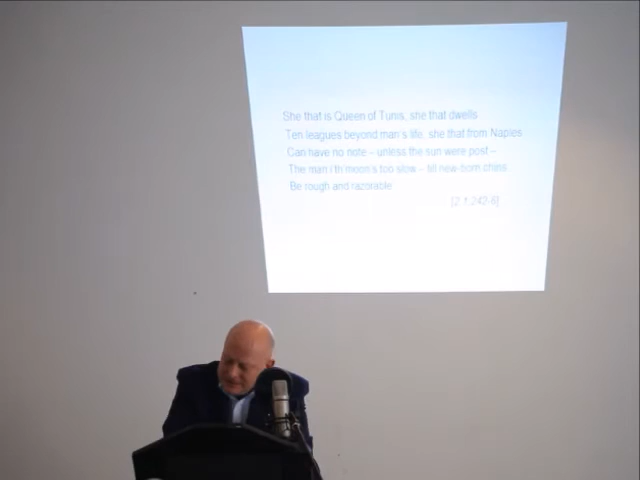 She that is Queen of Tunis; she that dwells
Ten leagues beyond man's life; she that from Naples
Can have no note – unless the sun were post –
The man i'th'moon's too slow – till new-born chins
Be rough and razorable
[2.1.242-6]